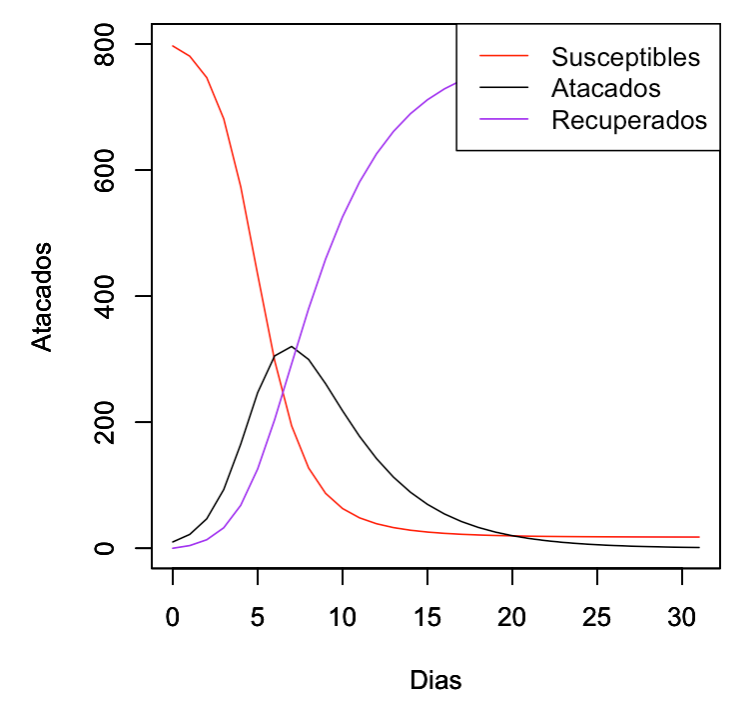 Susceptibles
Atacados
Recuperados
800
600
400
200
0
Atacados
0 5 10 15 20 25 30
Dias